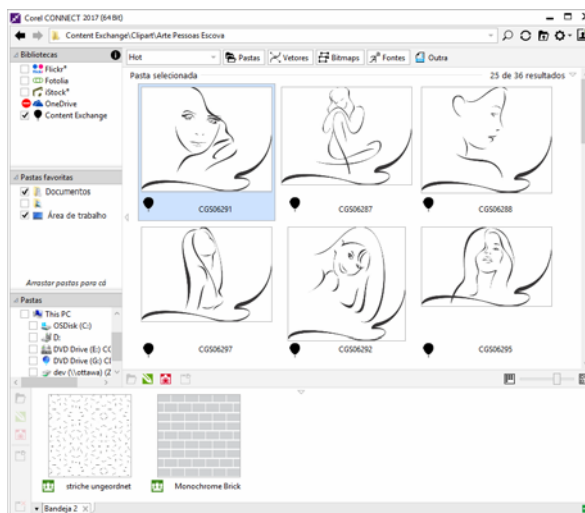 Corel CONNECT 2017 (64 Bit)
Content Exchange\Clipart\Arte Pessoas Escova
Bibliotecas
Flickr*
Fotolia
iStock*
OneDrive
Content Exchange
Hot
Pastas
Vetores
Bitmaps
Fontes
Outra
Pasta selecionada
25 de 36 resultados
CGS06291
CGS06287
CGS06288
Pastas favoritas
Documentos
Área de trabalho
Arrastar pastas para cá
CGS06297
CGS06292
CGS06295
Pastas
This PC
OSDisk (C:)
D:
DVD Drive (E:) CC
DVD Drive (G:) CI
dev (\\ottawa) (Z
striche ungeordnet
Monochrome Brick
Bandeja 2